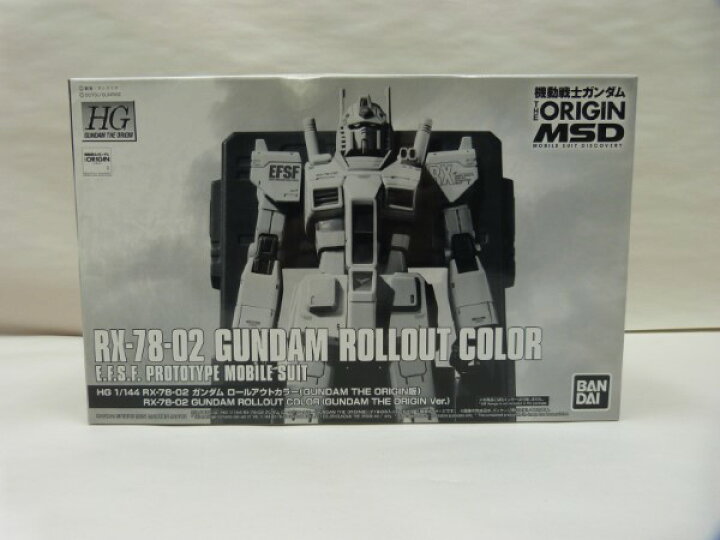 HG
GUNDAM THE ORIGIN
ORIGIN
機動戦士ガンダム
THE ORIGIN
MSD
MOBILE SUIT DISCOVERY
EFSF
RX
RX-78-02 GUNDAM ROLLOUT COLOR
E.F.S.F. PROTOTYPE MOBILE SUIT
HG 1/144 RX-78-02 ガンダム ロールアウトカラー(GUNDAM THE ORIGIN版)
RX-78-02 GUNDAM ROLLOUT COLOR (GUNDAM THE ORIGIN Ver.)
BAN
DAI